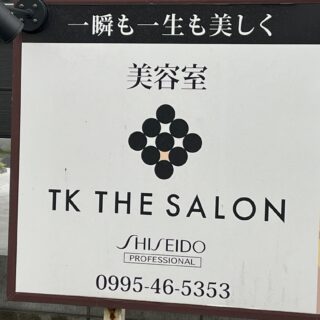 一瞬も一生も美しく
美容室
TK THE SALON
SHISEIDO
PROFESSIONAL
0995-46-5353